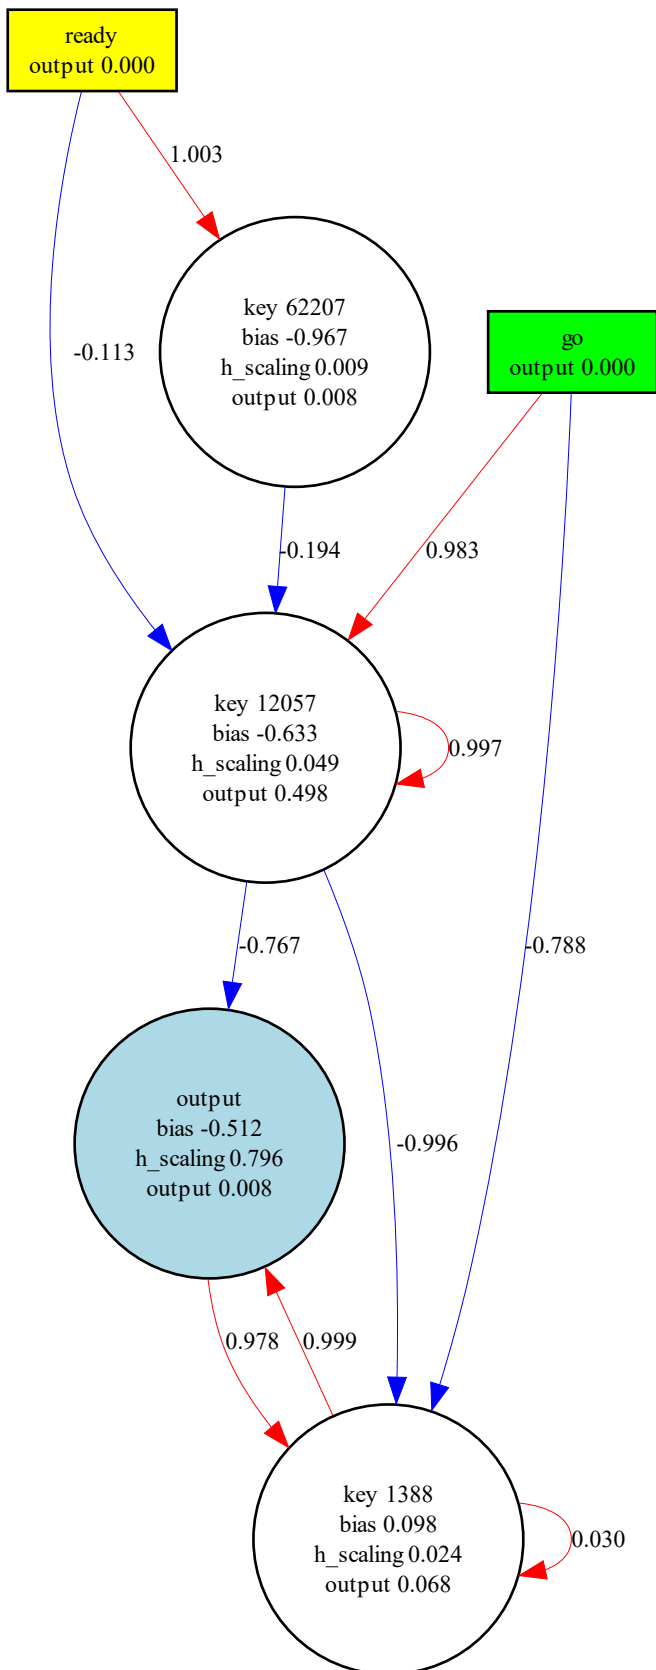 ready
output 0.000
1.003
-0.113
key 62207
bias -0.967
h_scaling 0.009
output 0.008
go
output 0.000
-0.194
0.983
key 12057
bias -0.633
h_scaling 0.049
output 0.498
0.997
-0.767
-0.788
output
bias -0.512
h_scaling 0.796
output 0.008
-0.996
0.978
0.999
key 1388
bias 0.098
h_scaling 0.024
output 0.068
0.030